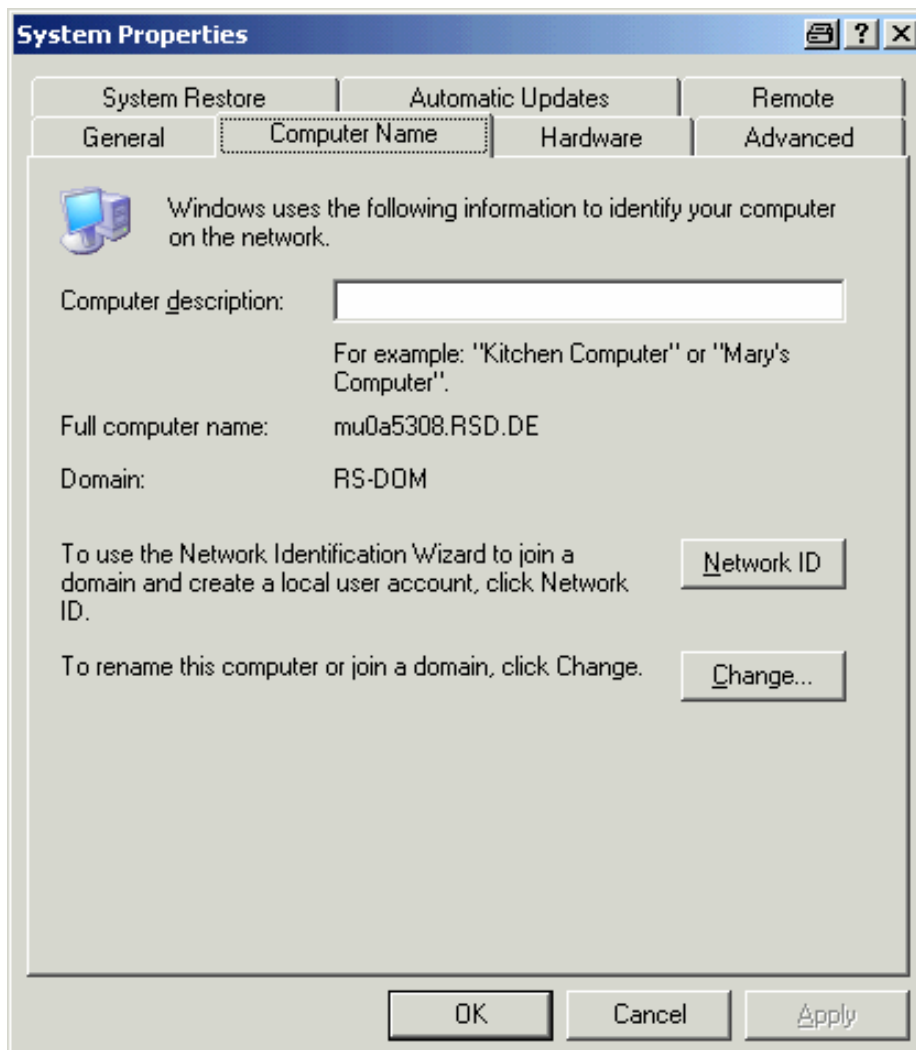 System Properties
System Restore
Automatic Updates
Remote
General
Computer Name
Hardware
Advanced
Windows uses the following information to identify your computer
on the network.
Computer description:
For example: "Kitchen Computer" or "Mary's
Computer".
Full computer name:
mu0a5308.RSD.DE
Domain:
RS-DOM
To use the Network Identification Wizard to join a
domain and create a local user account, click Network
ID.
Network ID
To rename this computer or join a domain, click Change.
Change...
OK
Cancel
Apply